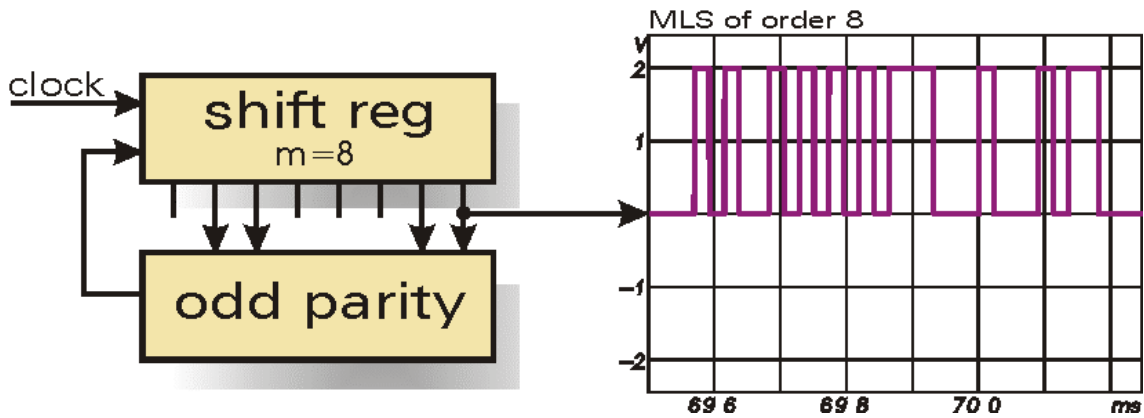 clock
shift reg
m=8
odd parity
MLS of order 8
V
2
1
0
-1
-2
69 6
69 8
70 0
ms